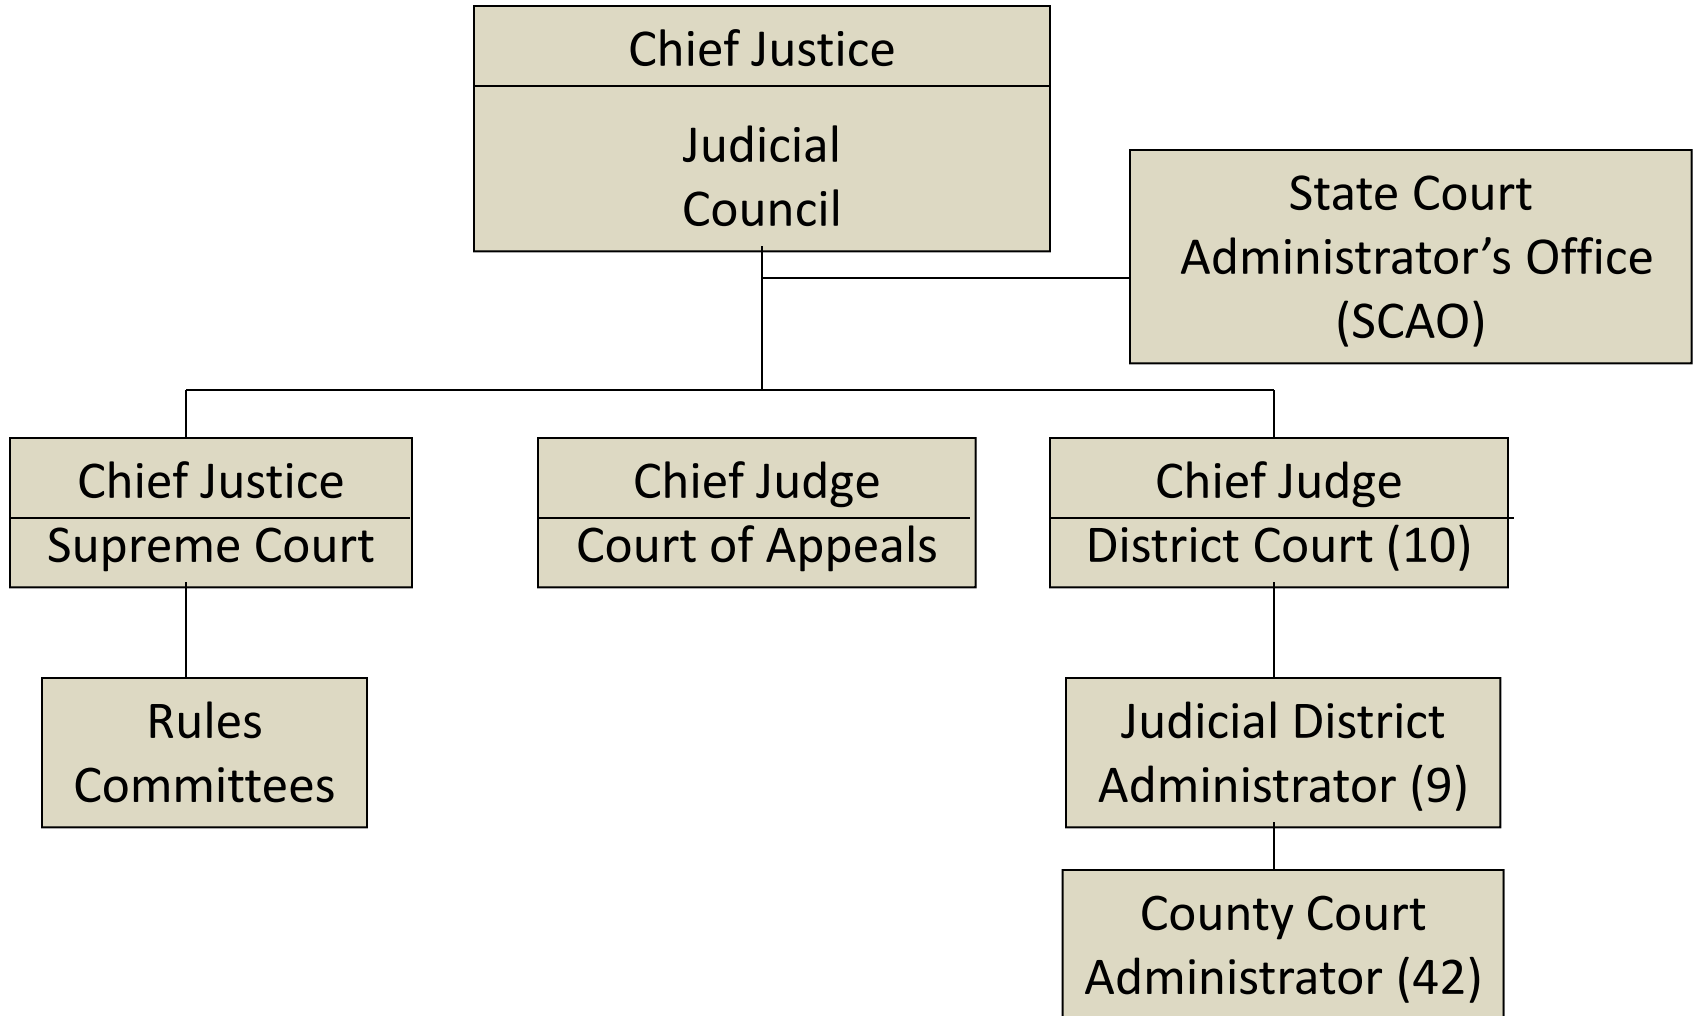 Chief Justice
Judicial
Council
State Court
Administrator’s Office
(SCAO)
Chief Justice
Supreme Court
Chief Judge
Court of Appeals
Chief Judge
District Court (10)
Rules
Committees
Judicial District
Administrator (9)
County Court
Administrator (42)